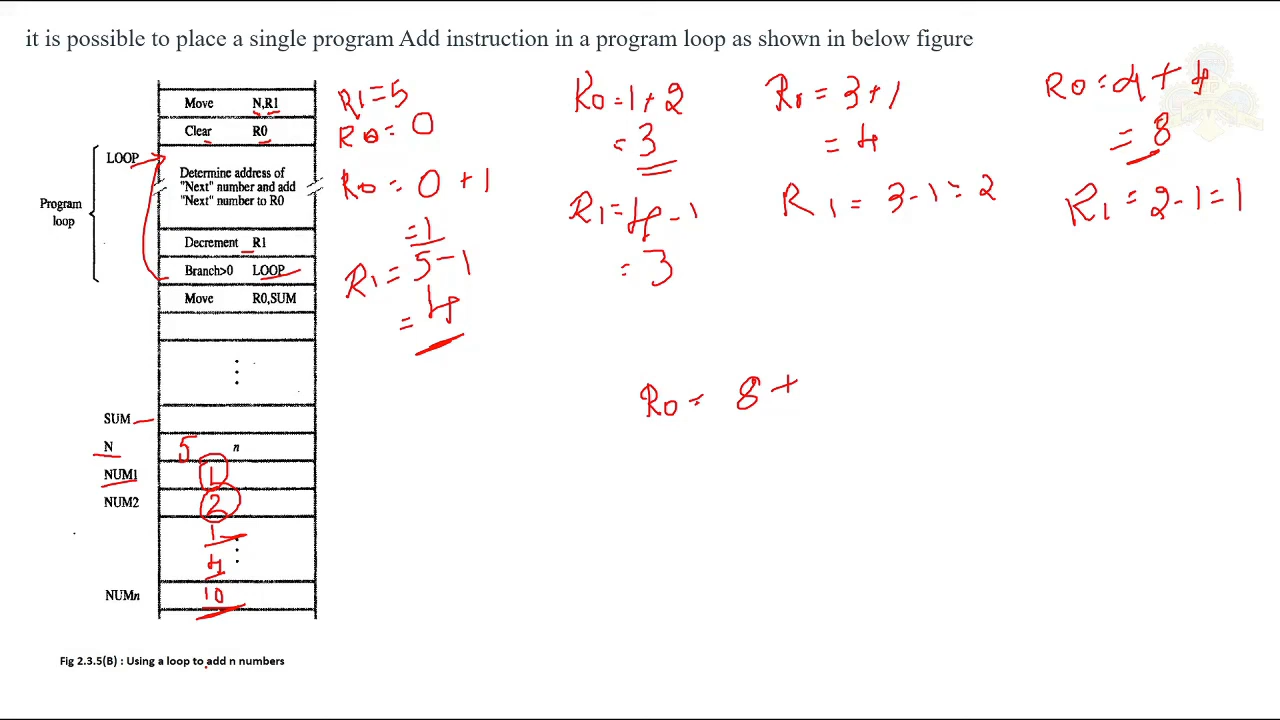 it is possible to place a single program Add instruction in a program loop as shown in below figure
Move N,R1
Clear R0
LOOP
Determine address of
"Next" number and add
"Next" number to R0
Program
loop
Decrement R1
Branch>0 LOOP
Move R0,SUM
SUM
N 5 n
NUM1 1
NUM2 2
1
4
NUMn 10
Fig 2.3.5(B) : Using a loop to add n numbers
R1=5
R0=0
R0=0+1
=1
R1=5-1
=4
R0=1+2
=3
R1=4-1
=3
R0=3+1
=4
R1=3-1=2
R0=4+4
=8
R1=2-1=1
R0=8+